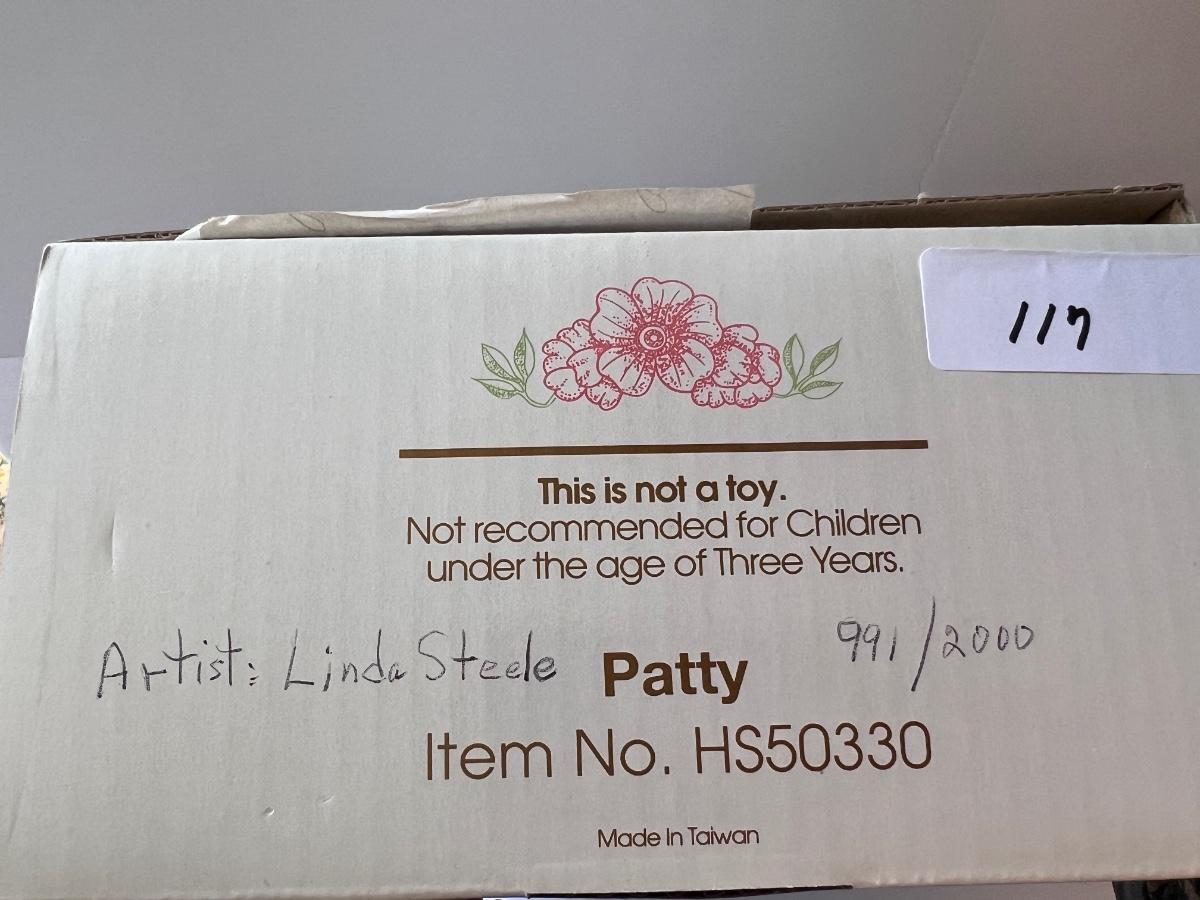 117
This is not a toy.
Not recommended for Children
under the age of Three Years.
Artist: Linda Steele Patty 991/2000
Item No. HS50330
Made In Taiwan